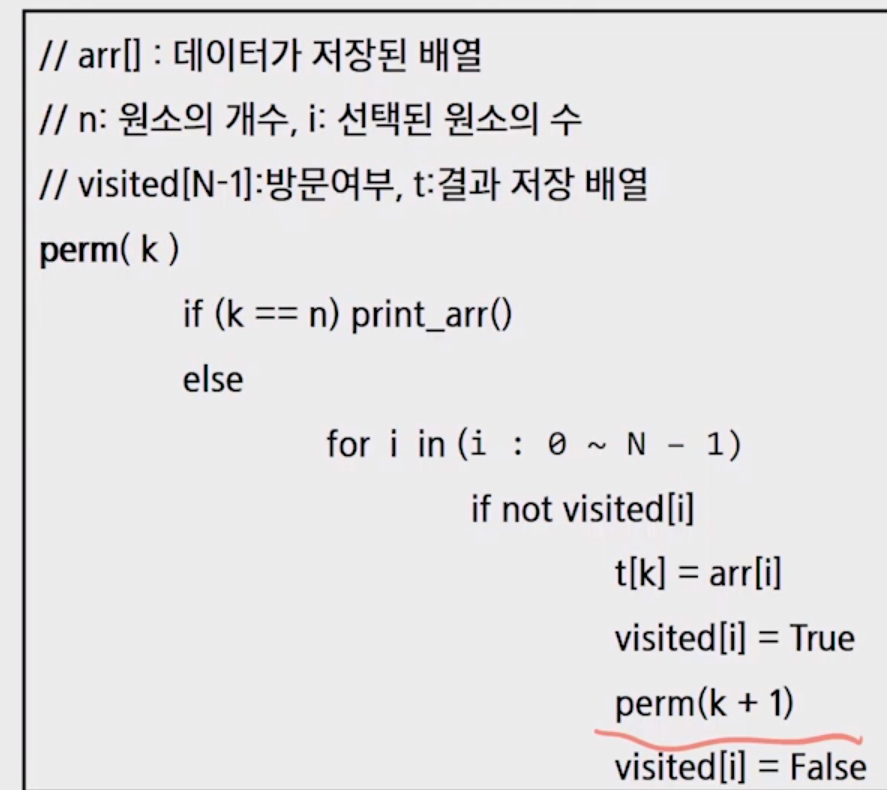 // arr[] : 데이터가 저장된 배열
// n: 원소의 개수, i: 선택된 원소의 수
// visited[N-1]:방문여부, t:결과 저장 배열
perm( k )
if (k == n) print_arr()
else
for i in (i : 0 ~ N - 1)
if not visited[i]
t[k] = arr[i]
visited[i] = True
perm(k + 1)
visited[i] = False